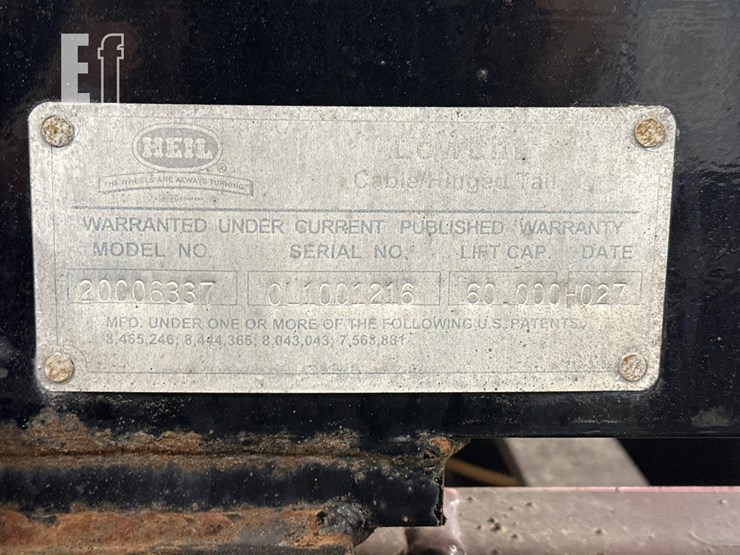 Ef
HEIL
®
THE WHEELS ARE ALWAYS TURNING
Cable/Hinged Tail
WARRANTED UNDER CURRENT PUBLISHED WARRANTY
MODEL NO. SERIAL NO. LIFT CAP. DATE
20C06337 0L1001216 60,000 H027
MFD. UNDER ONE OR MORE OF THE FOLLOWING U.S. PATENTS
8,465,246; 8,444,365; 8,043,043; 7,568,881